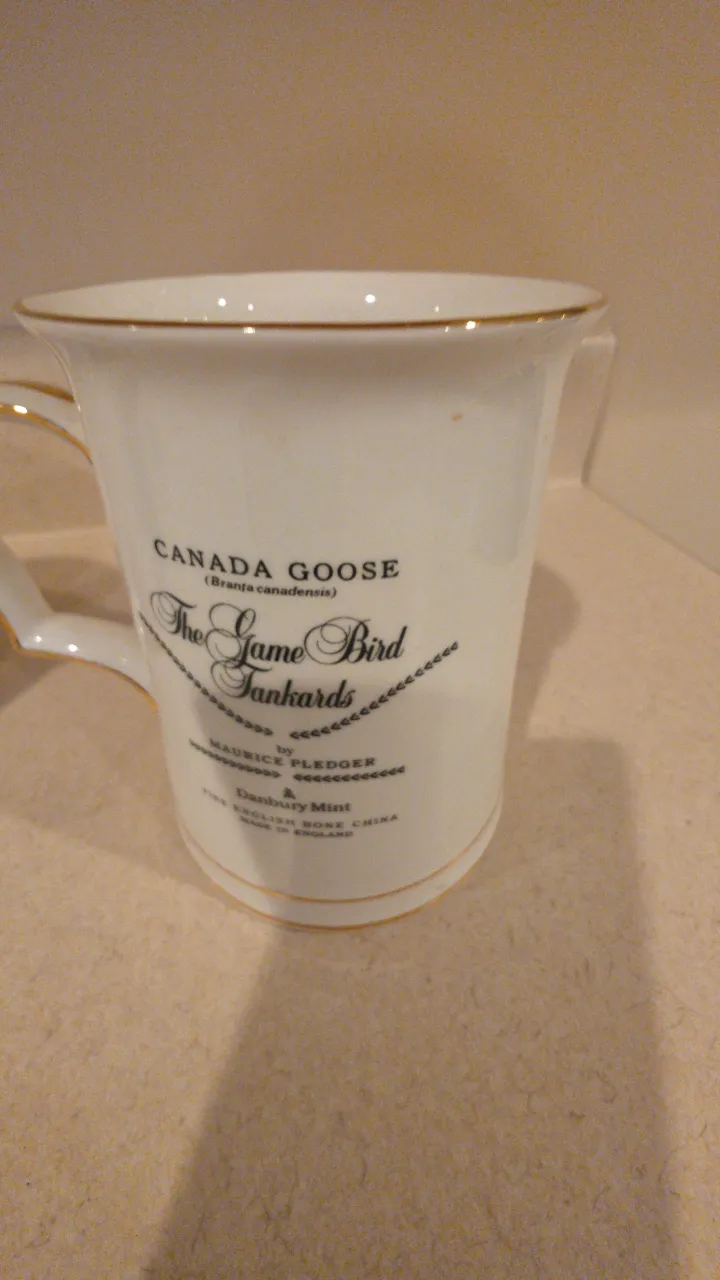 CANADA GOOSE
(Branta canadensis)
The Game Bird
Tankards
by
MAURICE PLEDGER
Danbury Mint
FINE ENGLISH BONE CHINA
MADE IN ENGLAND